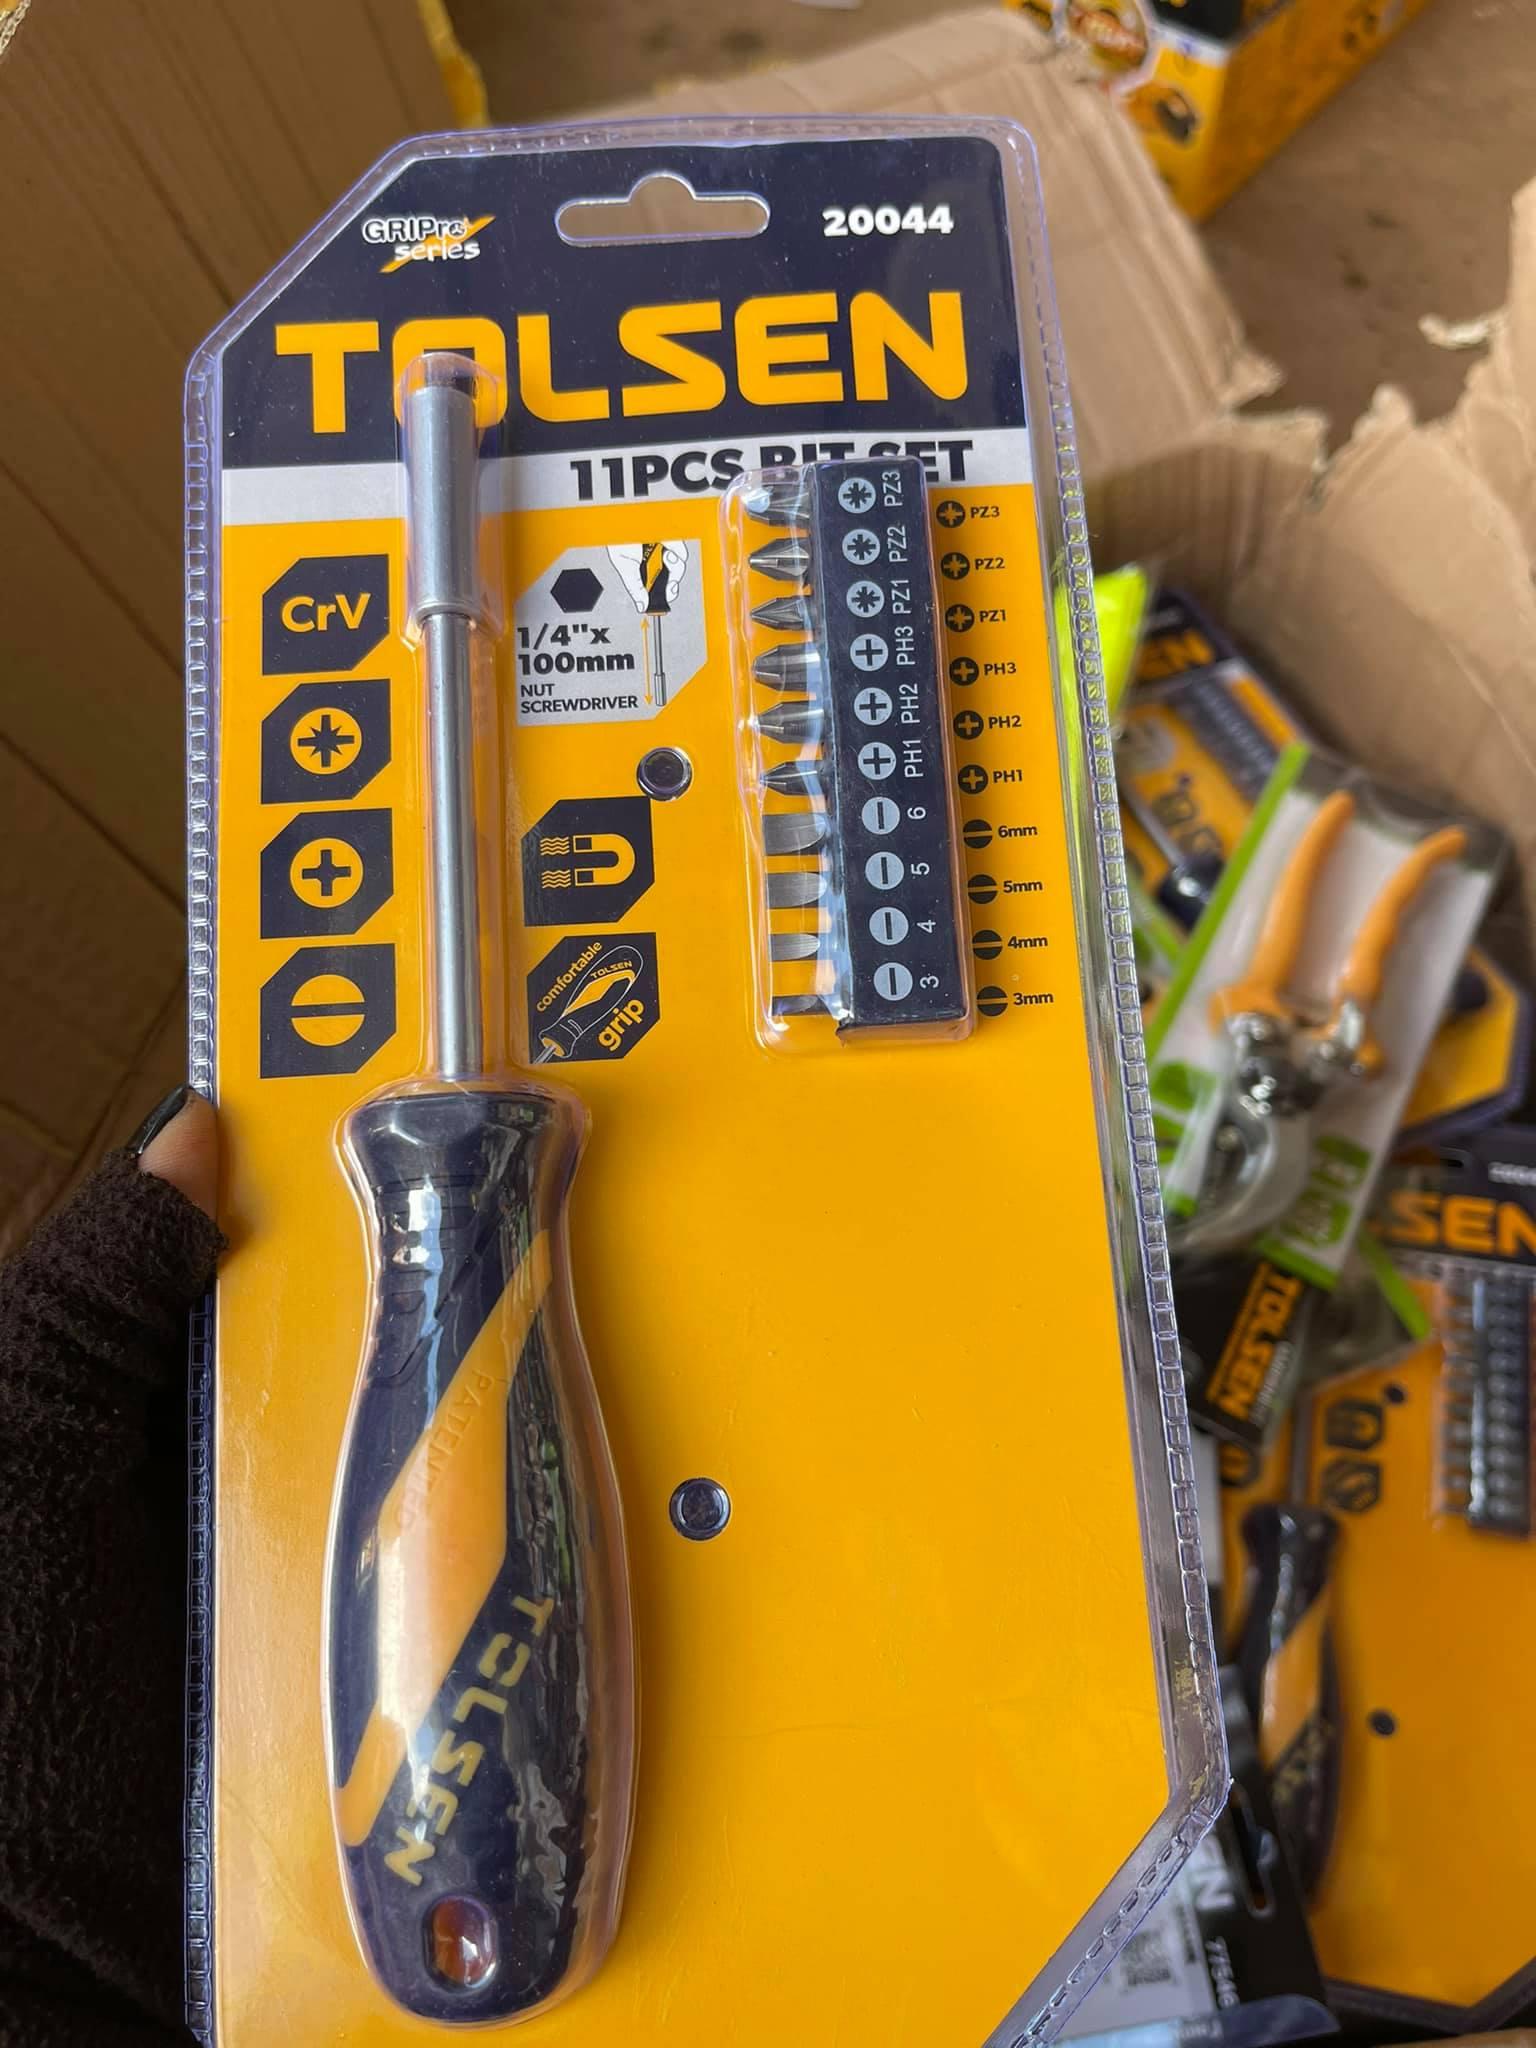 GRIPro
series
20044
TOLSEN
11PCS BIT SET
CrV
1/4"x
100mm
NUT
SCREWDRIVER
comfortable
TOLSEN
grip
PZ3
PZ2
PZ1
PH3
PH2
PH1
6
5
4
3
PZ3
PZ2
PZ1
PH3
PH2
PH1
6mm
5mm
4mm
3mm
PATENTED
TOLSEN
SEN
TOLSEN